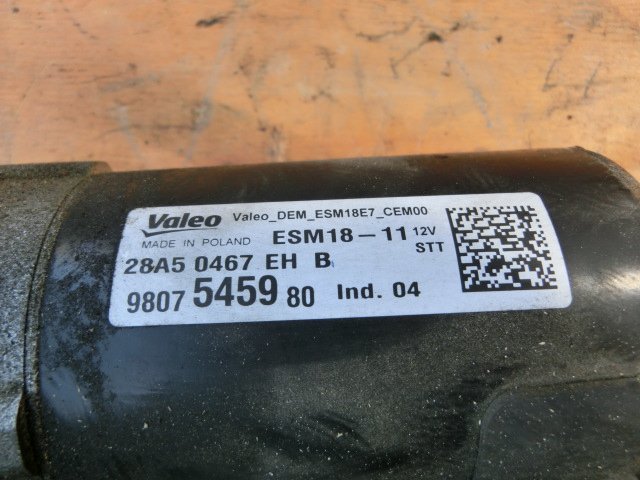 Valeo Valeo_DEM_ESM18E7_CEM00
MADE IN POLAND ESM18-11 12V
STT
28A5 0467 EH B
9807 5459 80 Ind. 04